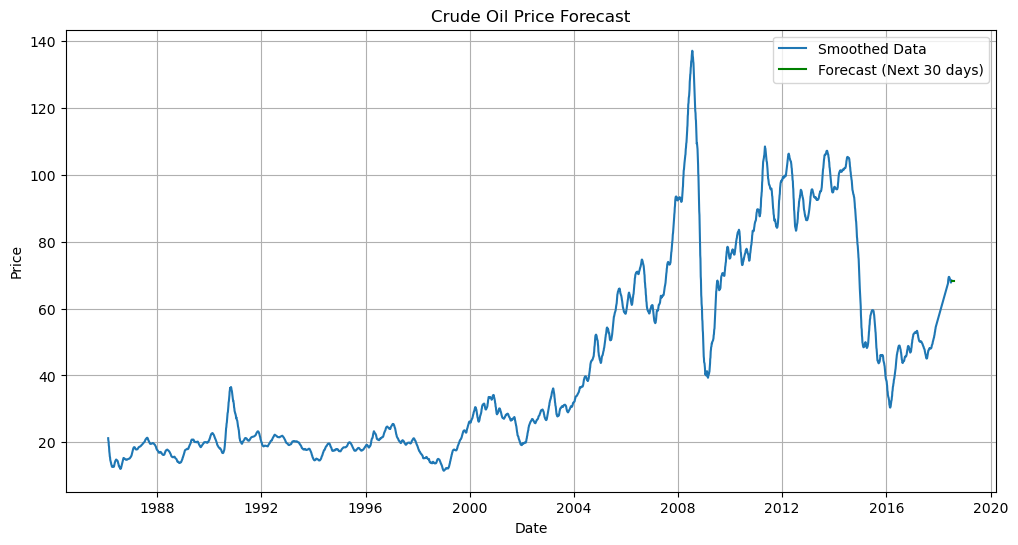 Crude Oil Price Forecast
Smoothed Data
Forecast (Next 30 days)
Price
140
120
100
80
60
40
20
1988 1992 1996 2000 2004 2008 2012 2016 2020
Date